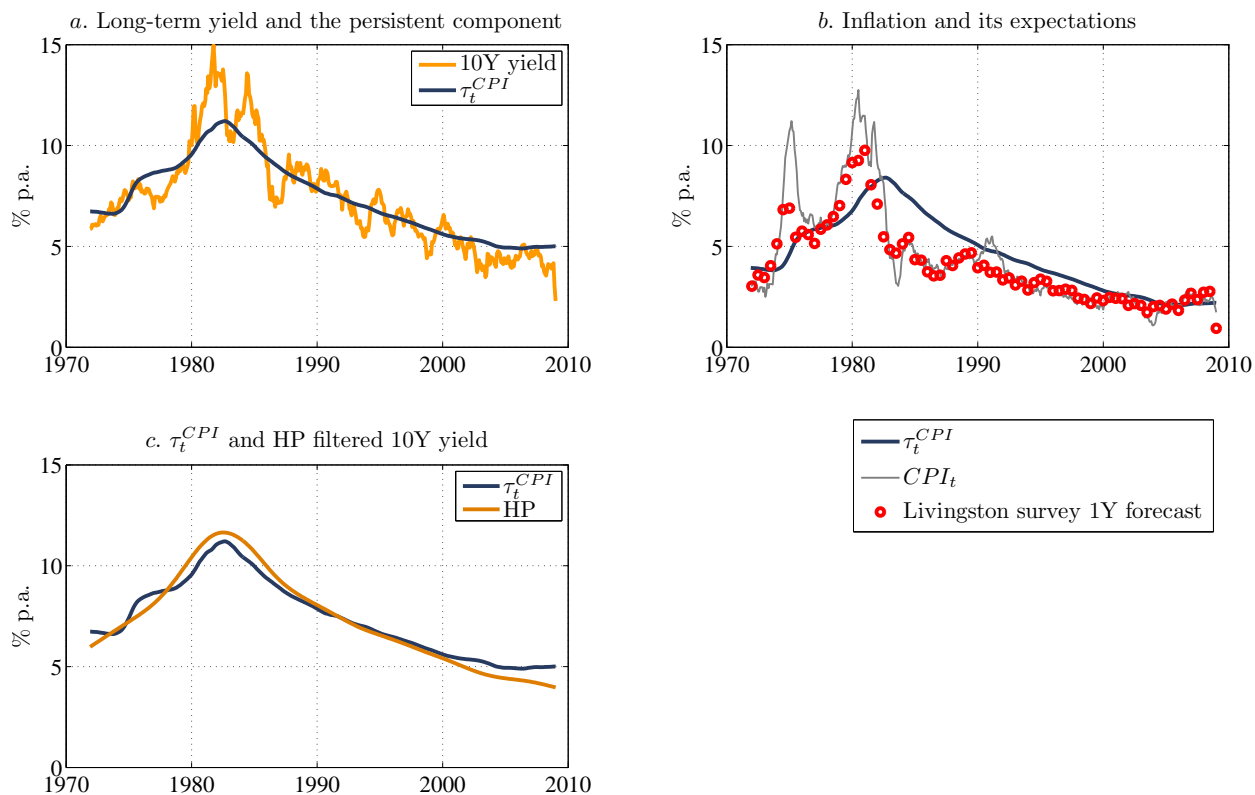 a. Long-term yield and the persistent component
15
10
5
0
% p.a.
1970 1980 1990 2000 2010
10Y yield
τ_t^{CPI}
b. Inflation and its expectations
15
10
5
0
% p.a.
1970 1980 1990 2000 2010
c. τ_t^{CPI} and HP filtered 10Y yield
15
10
5
0
% p.a.
1970 1980 1990 2000 2010
τ_t^{CPI}
HP
τ_t^{CPI}
CPI_t
Livingston survey 1Y forecast